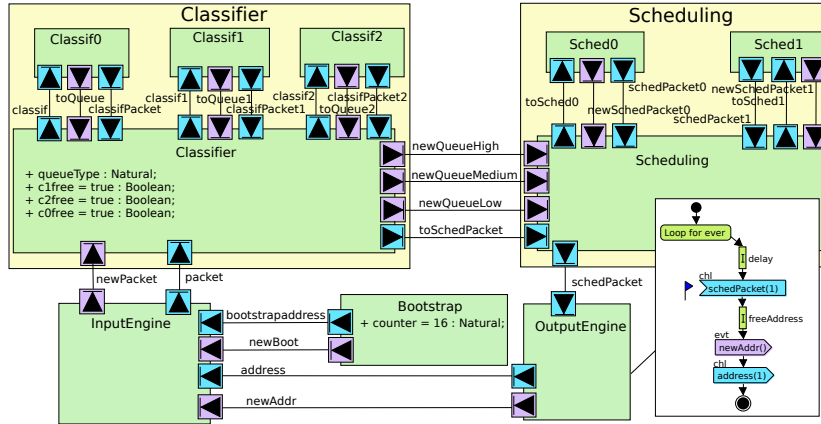 Classifier
Scheduling
Classif0
Classif1
Classif2
Sched0
Sched1
classif
toQueue
classifPacket
classif1
toQueue1
classifPacket1
classif2
toQueue2
classifPacket2
toSched0
newSchedPacket0
schedPacket0
newSchedPacket1
toSched1
schedPacket1
Classifier
+ queueType : Natural;
+ c1free = true : Boolean;
+ c2free = true : Boolean;
+ c0free = true : Boolean;
newQueueHigh
newQueueMedium
newQueueLow
toSchedPacket
Scheduling
newPacket
packet
schedPacket
InputEngine
bootstrapaddress
newBoot
address
newAddr
Bootstrap
+ counter = 16 : Natural;
OutputEngine
Loop for ever
delay
chl
schedPacket(1)
freeAddress
evt
newAddr()
chl
address(1)